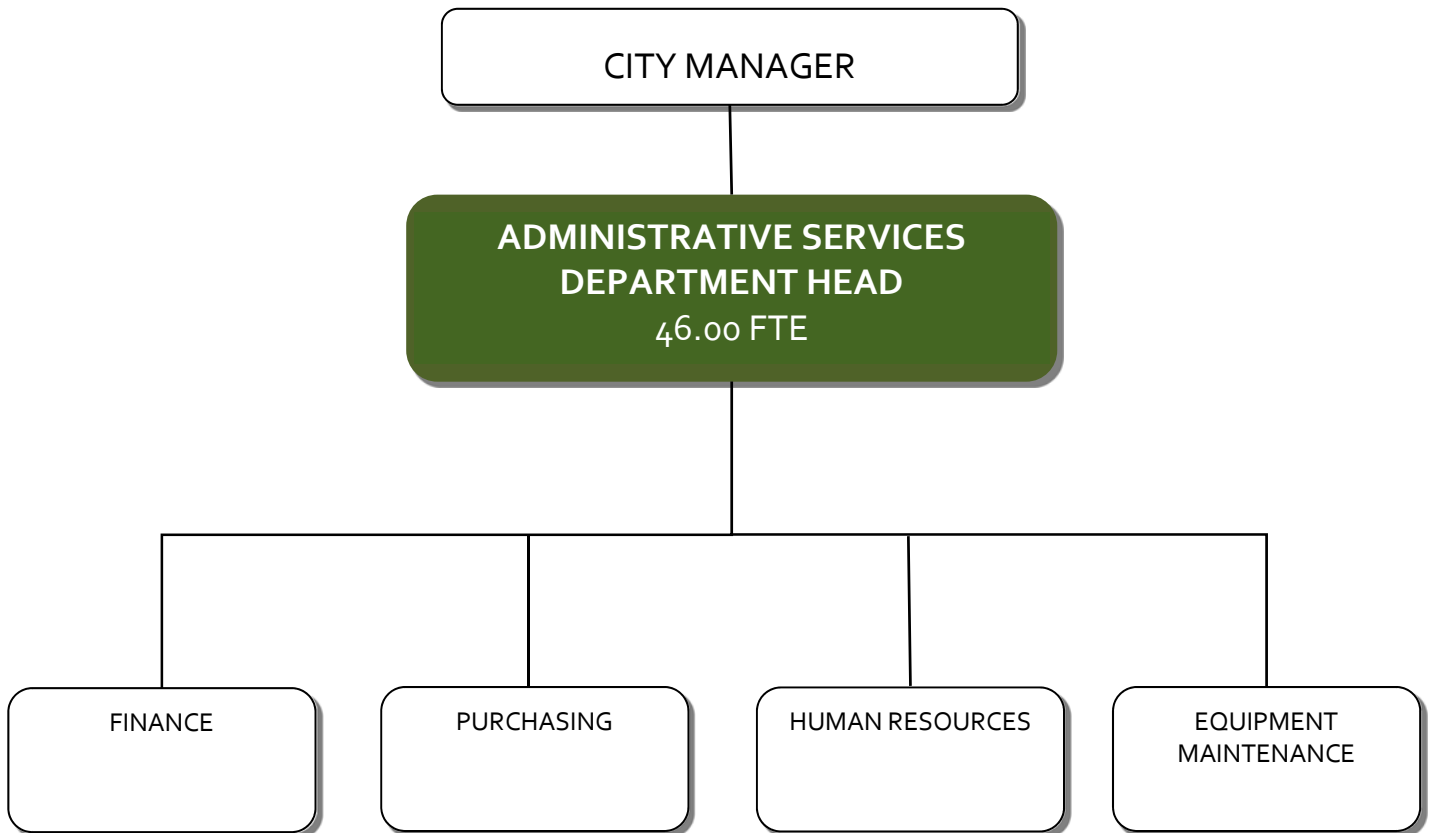 CITY MANAGER
ADMINISTRATIVE SERVICES
DEPARTMENT HEAD
46.00 FTE
FINANCE
PURCHASING
HUMAN RESOURCES
EQUIPMENT
MAINTENANCE